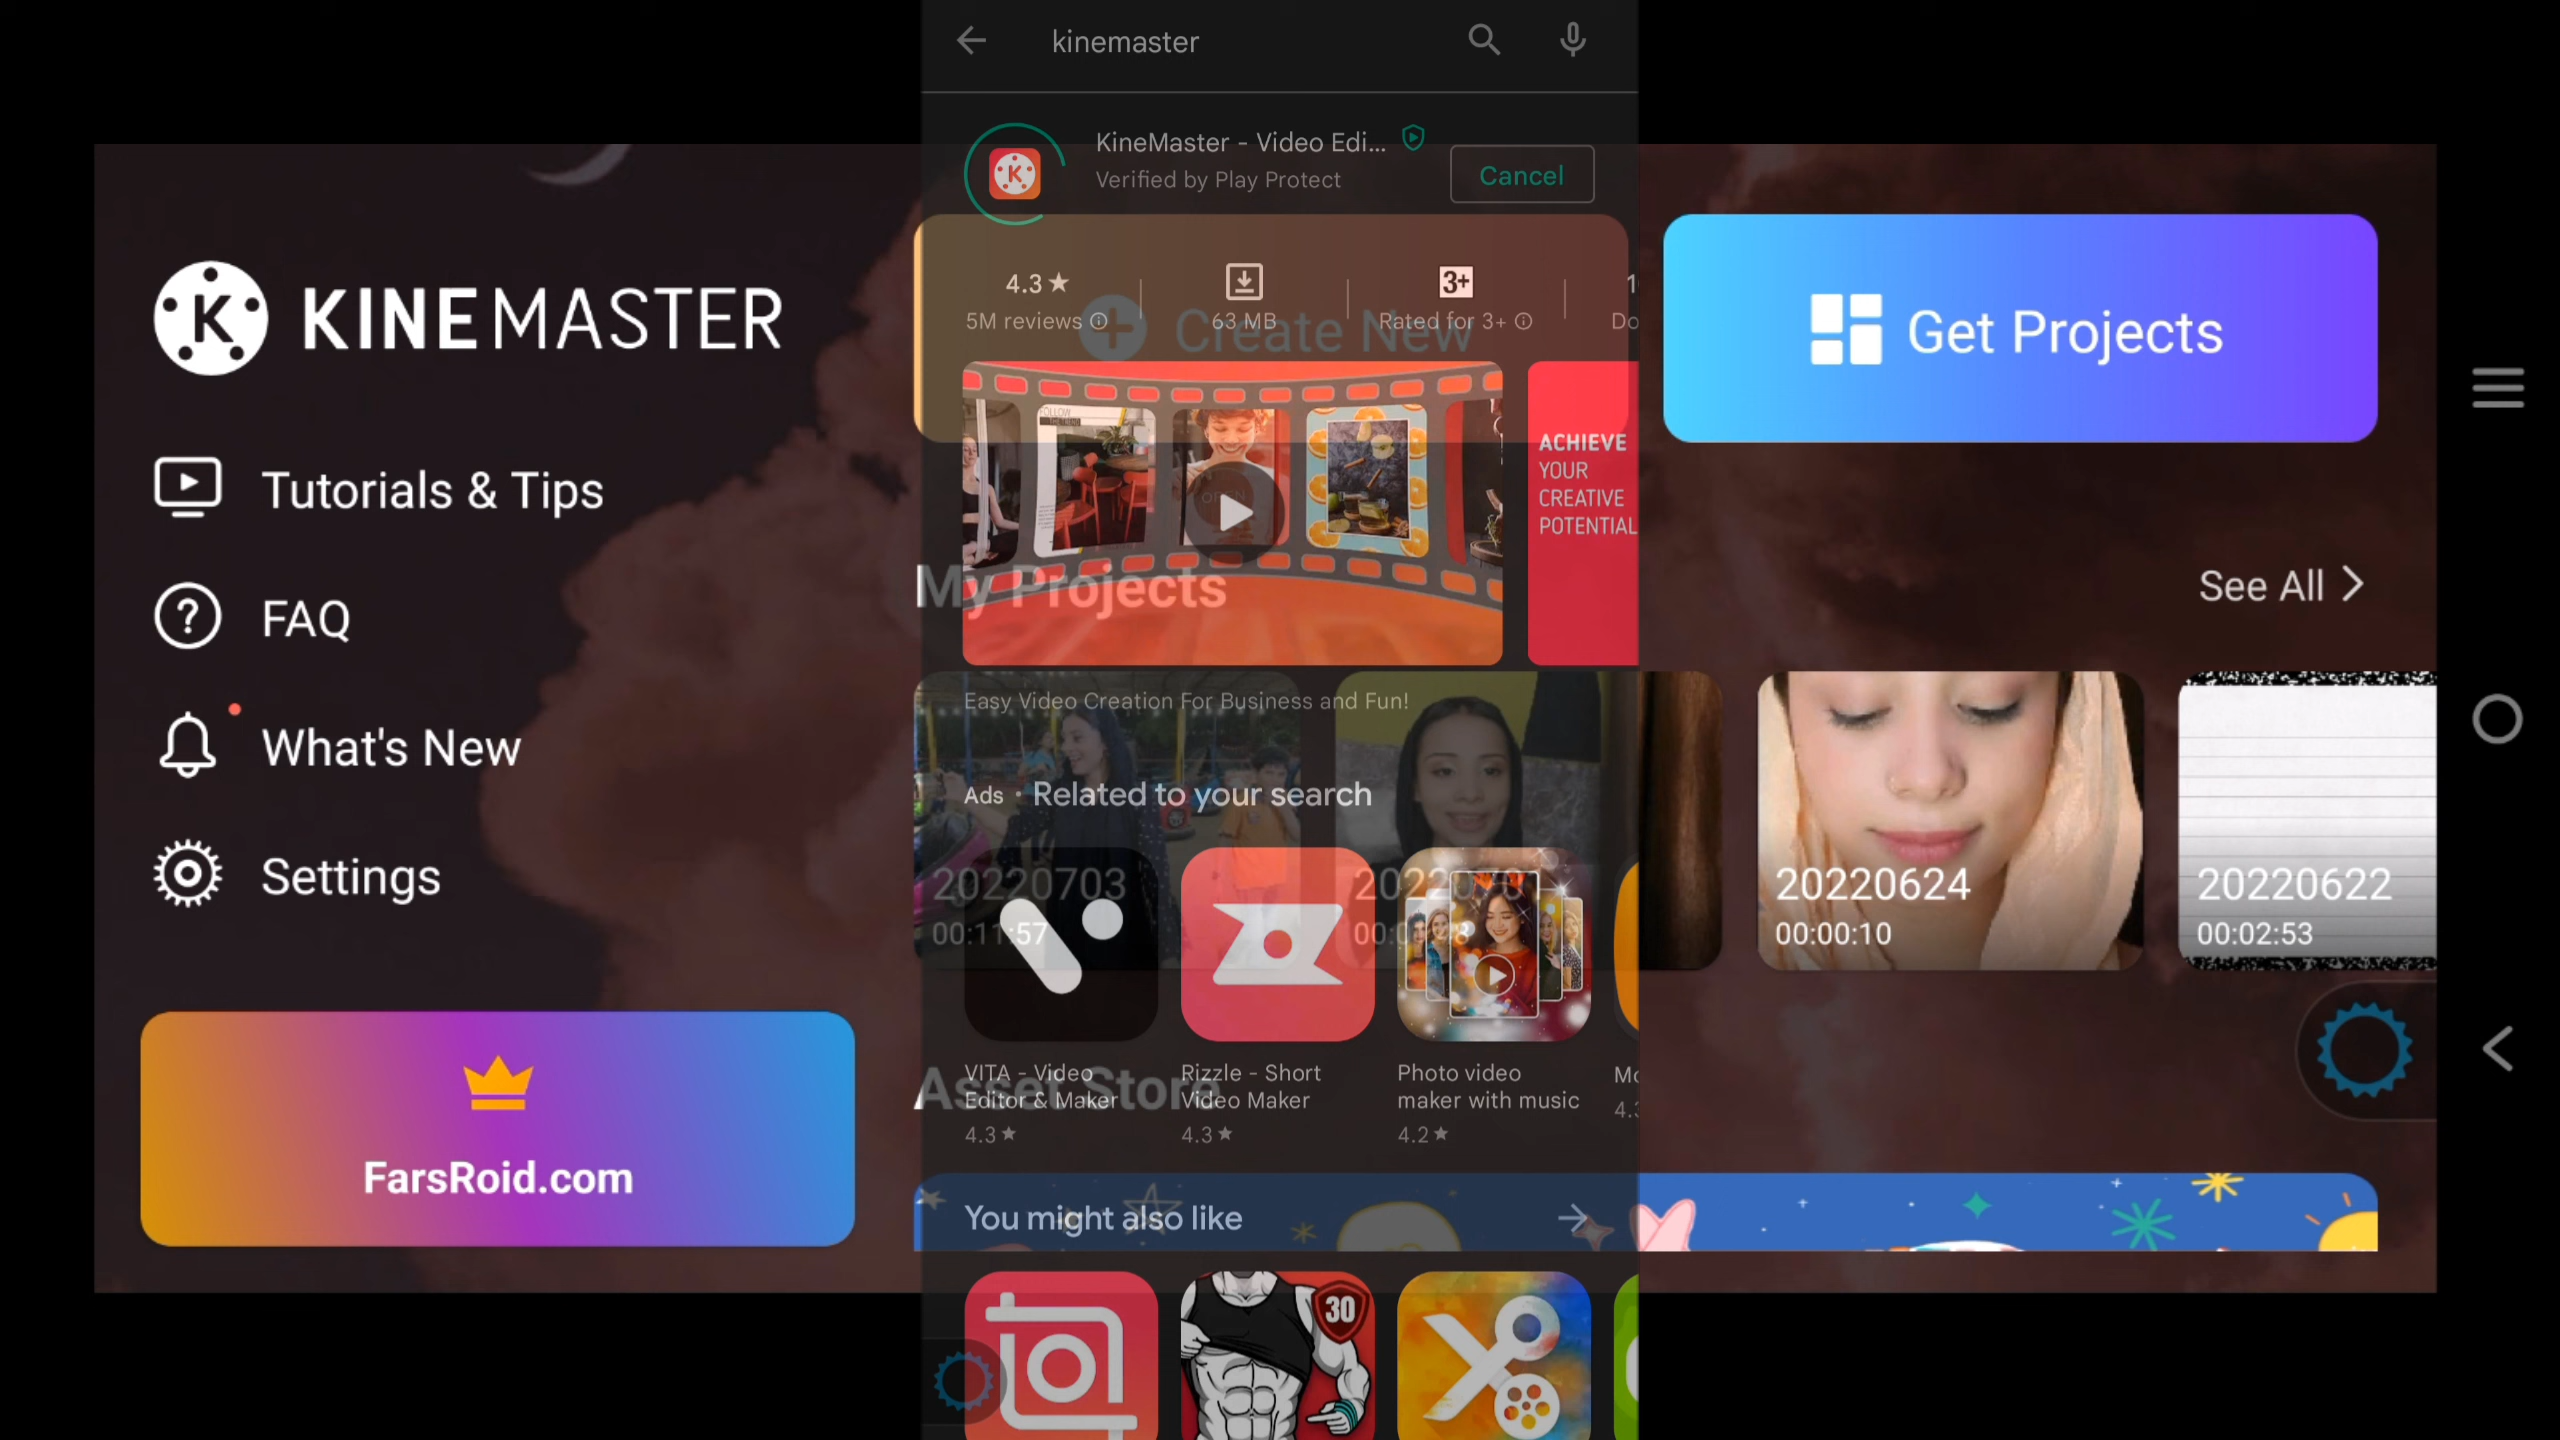 kinemaster
KineMaster - Video Edi...
Verified by Play Protect
Cancel
KINEMASTER
4.3★
5M reviews
63 MB
3+
Rated for 3+
Create New
Get Projects
ACHIEVE
YOUR
CREATIVE
POTENTIAL
Tutorials & Tips
My Projects
See All
FAQ
Easy Video Creation For Business and Fun!
What's New
Ads · Related to your search
Settings
20220703
00:11:57
20220624
00:00:10
20220622
00:02:53
VITA - Video
Editor & Maker
4.3★
Rizzle - Short
Video Maker
4.3★
Photo video
maker with music
4.2★
Asset Store
FarsRoid.com
You might also like
30